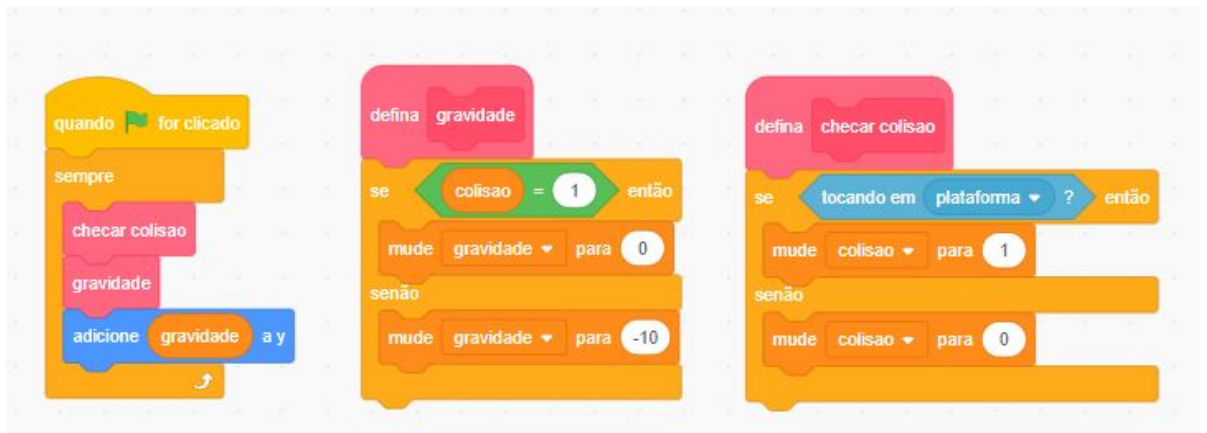 quando for clicado
sempre
checar colisao
gravidade
adicione gravidade a y
defina gravidade
se colisao = 1 então
mude gravidade para 0
senão
mude gravidade para -10
defina checar colisao
se tocando em plataforma ? então
mude colisao para 1
senão
mude colisao para 0